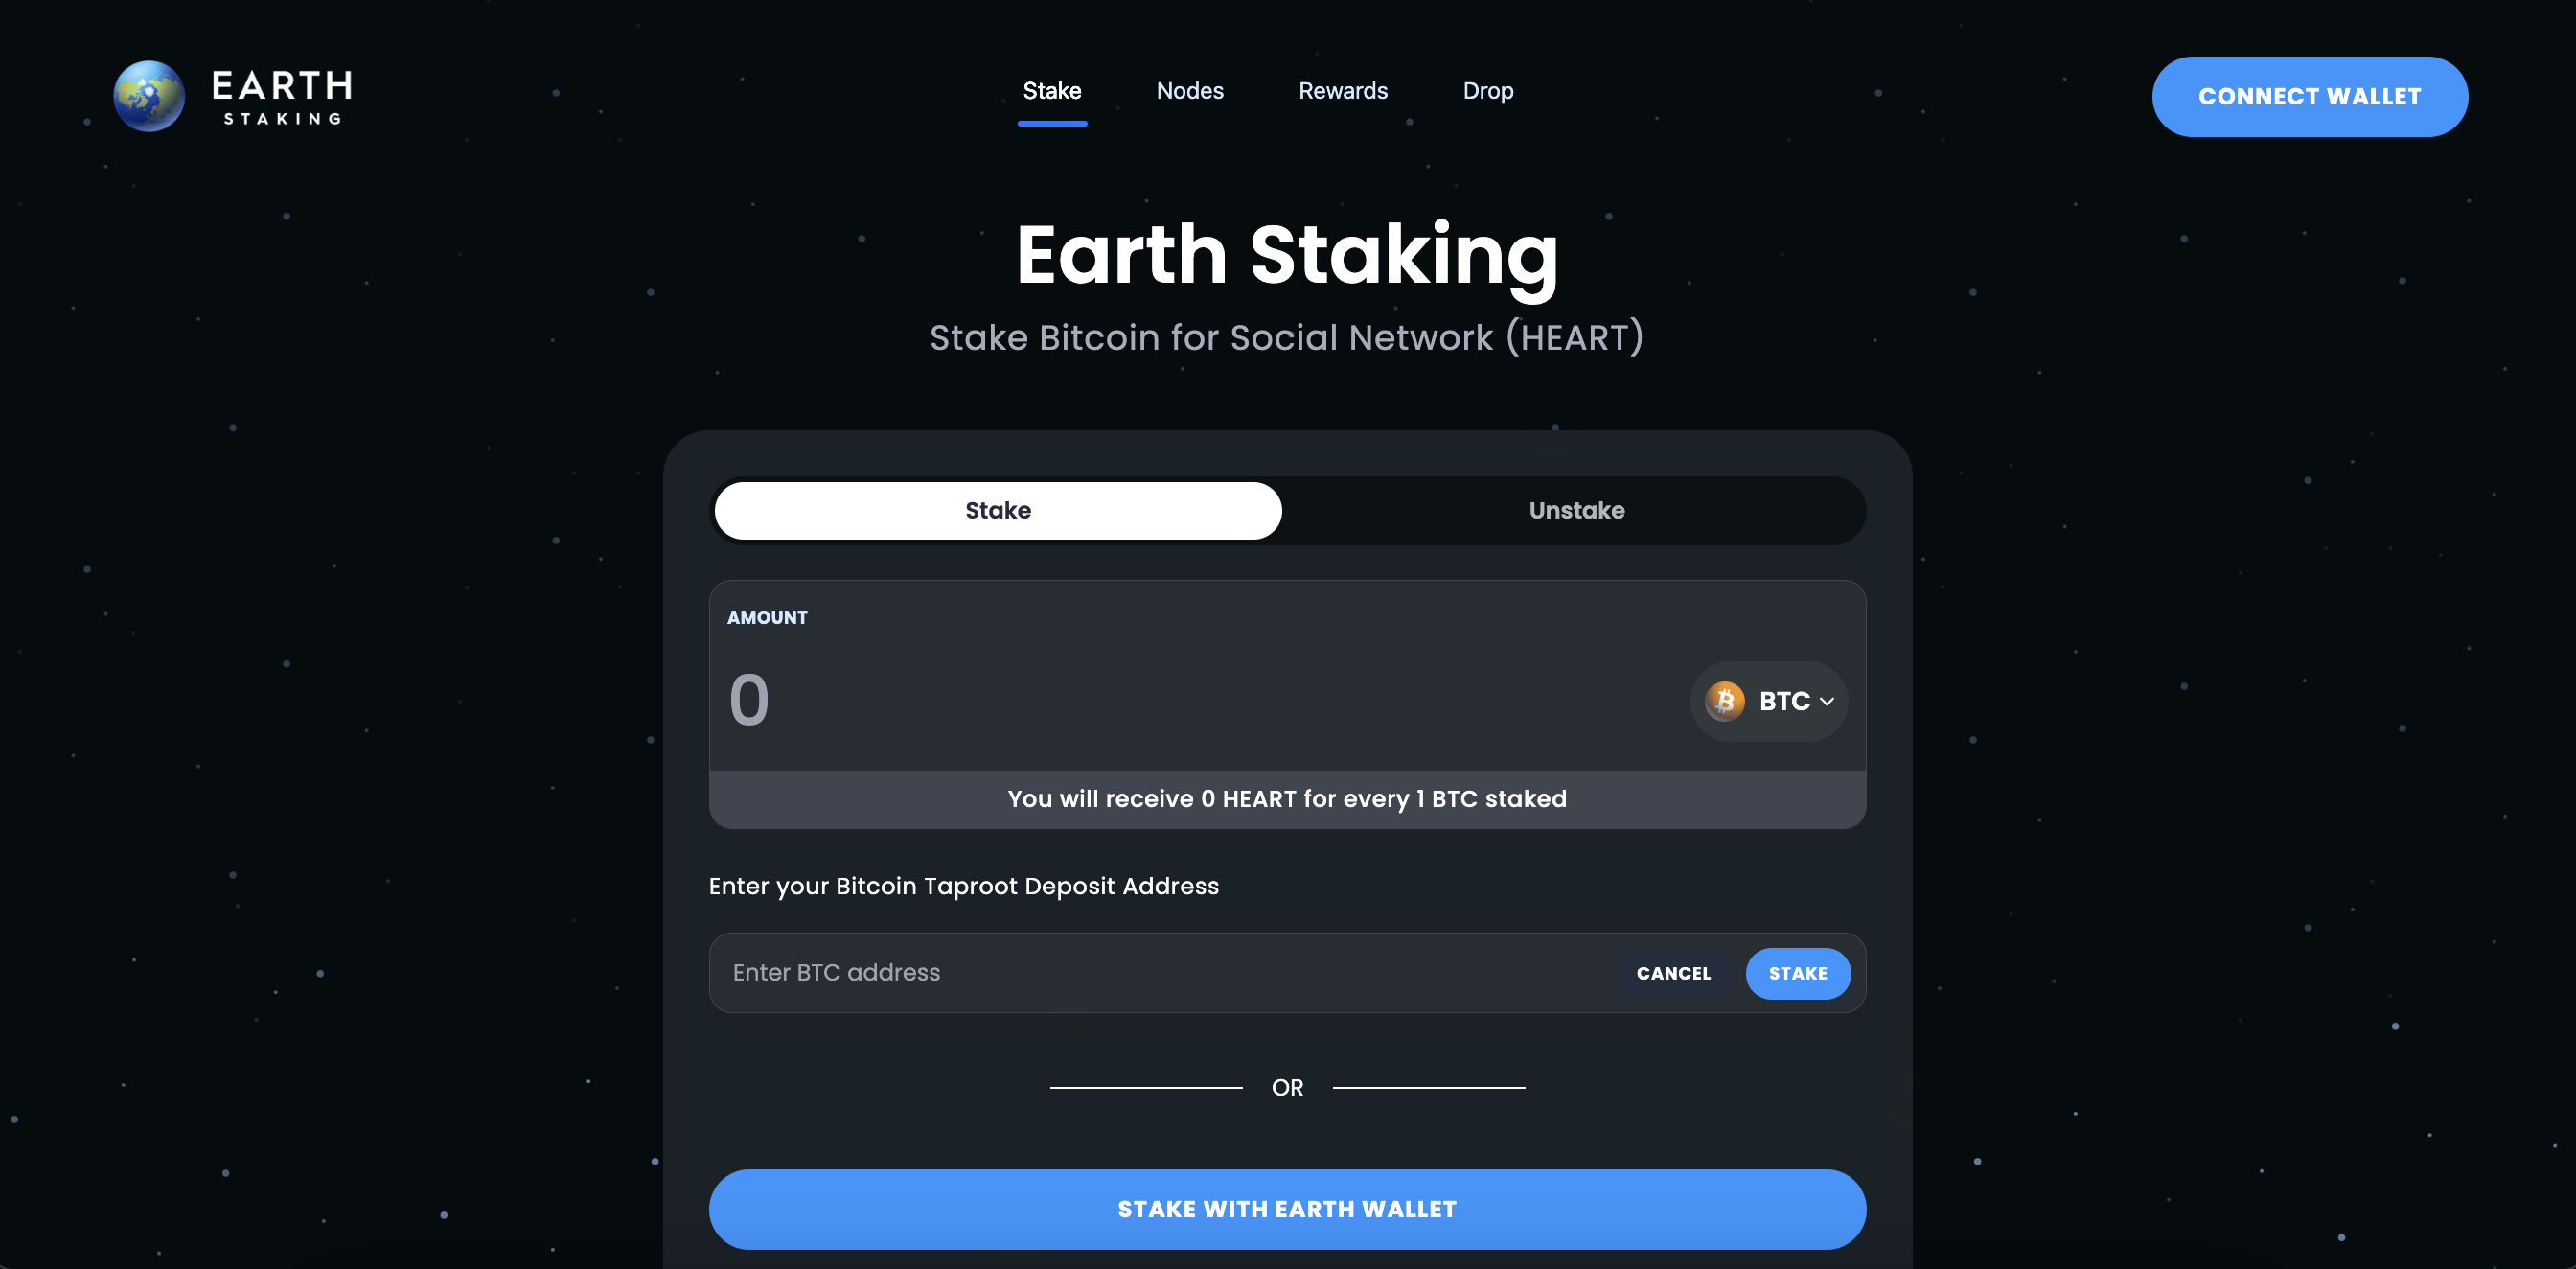 EARTH
STAKING
Stake
Nodes
Rewards
Drop
CONNECT WALLET
Earth Staking
Stake Bitcoin for Social Network (HEART)
Stake
Unstake
AMOUNT
0
BTC
You will receive 0 HEART for every 1 BTC staked
Enter your Bitcoin Taproot Deposit Address
Enter BTC address
CANCEL
STAKE
OR
STAKE WITH EARTH WALLET